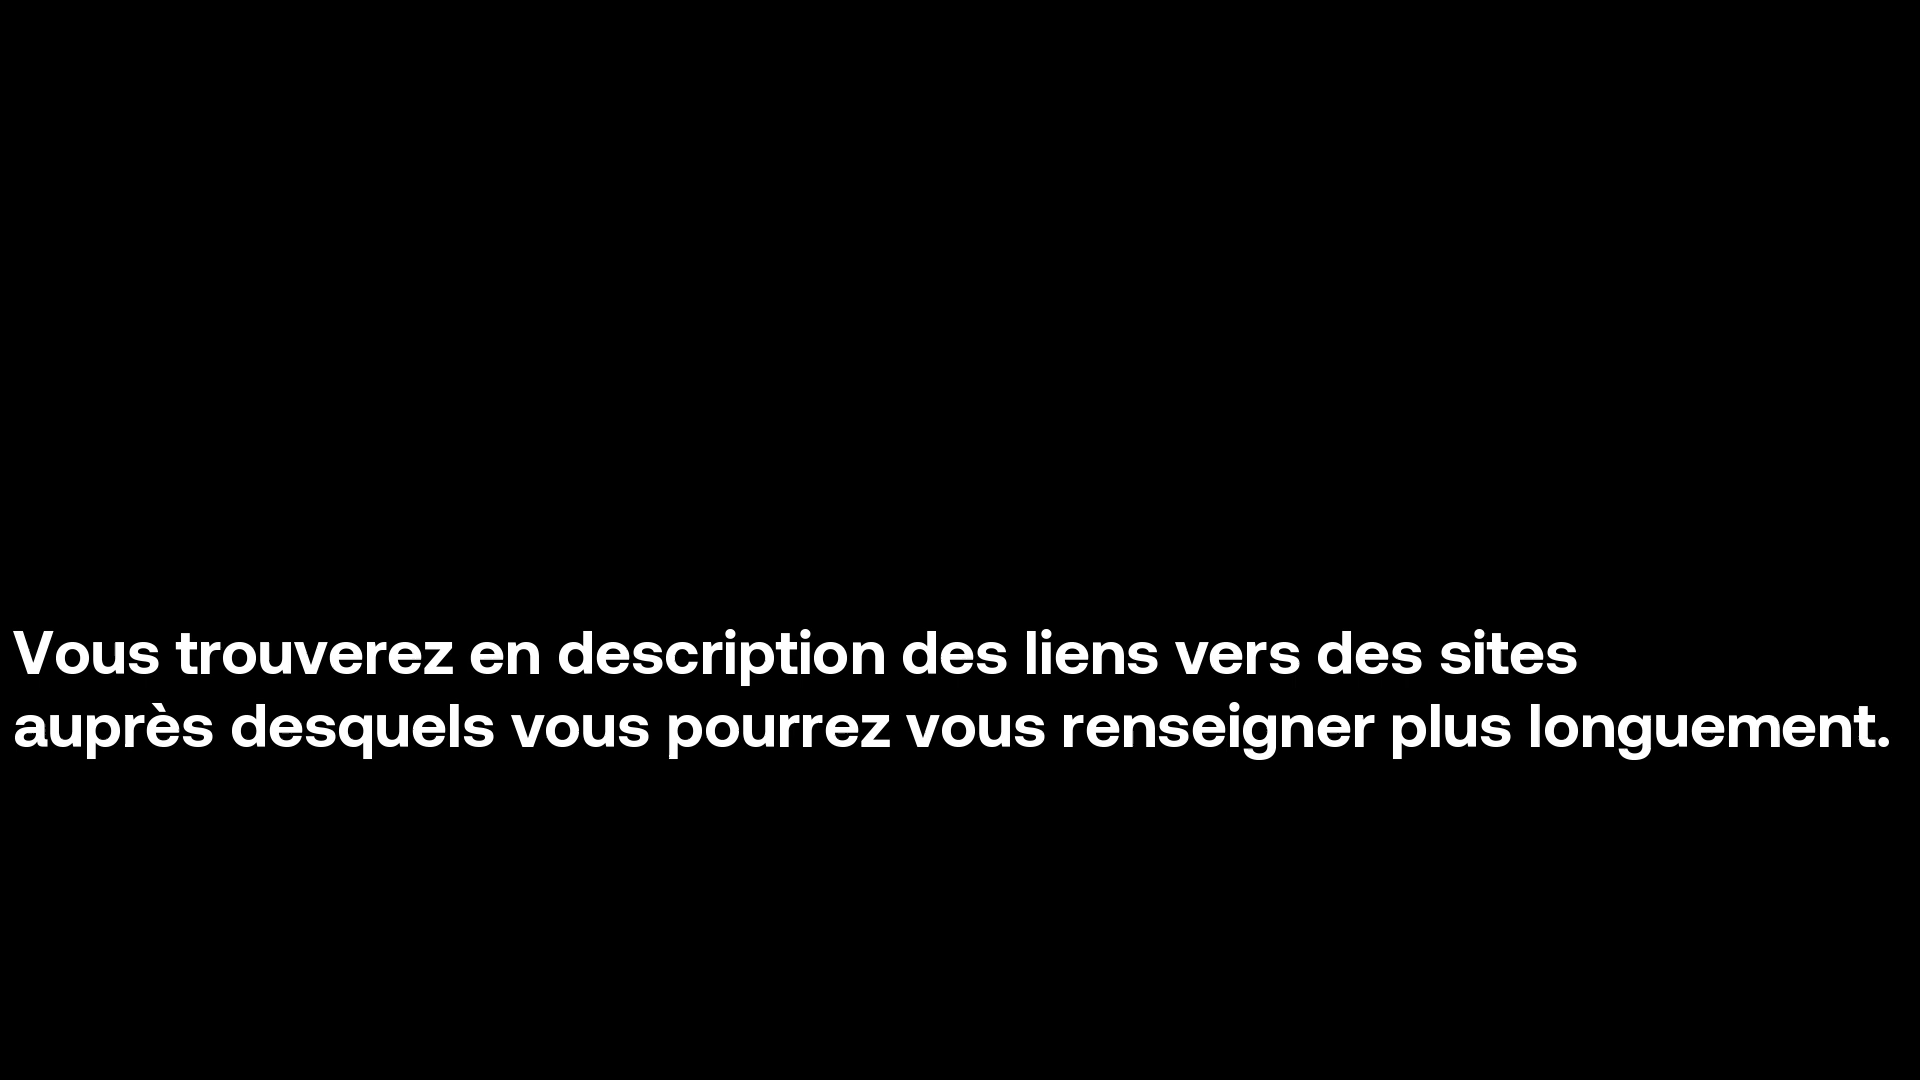 Vous trouverez en description des liens vers des sites
auprès desquels vous pourrez vous renseigner plus longuement.